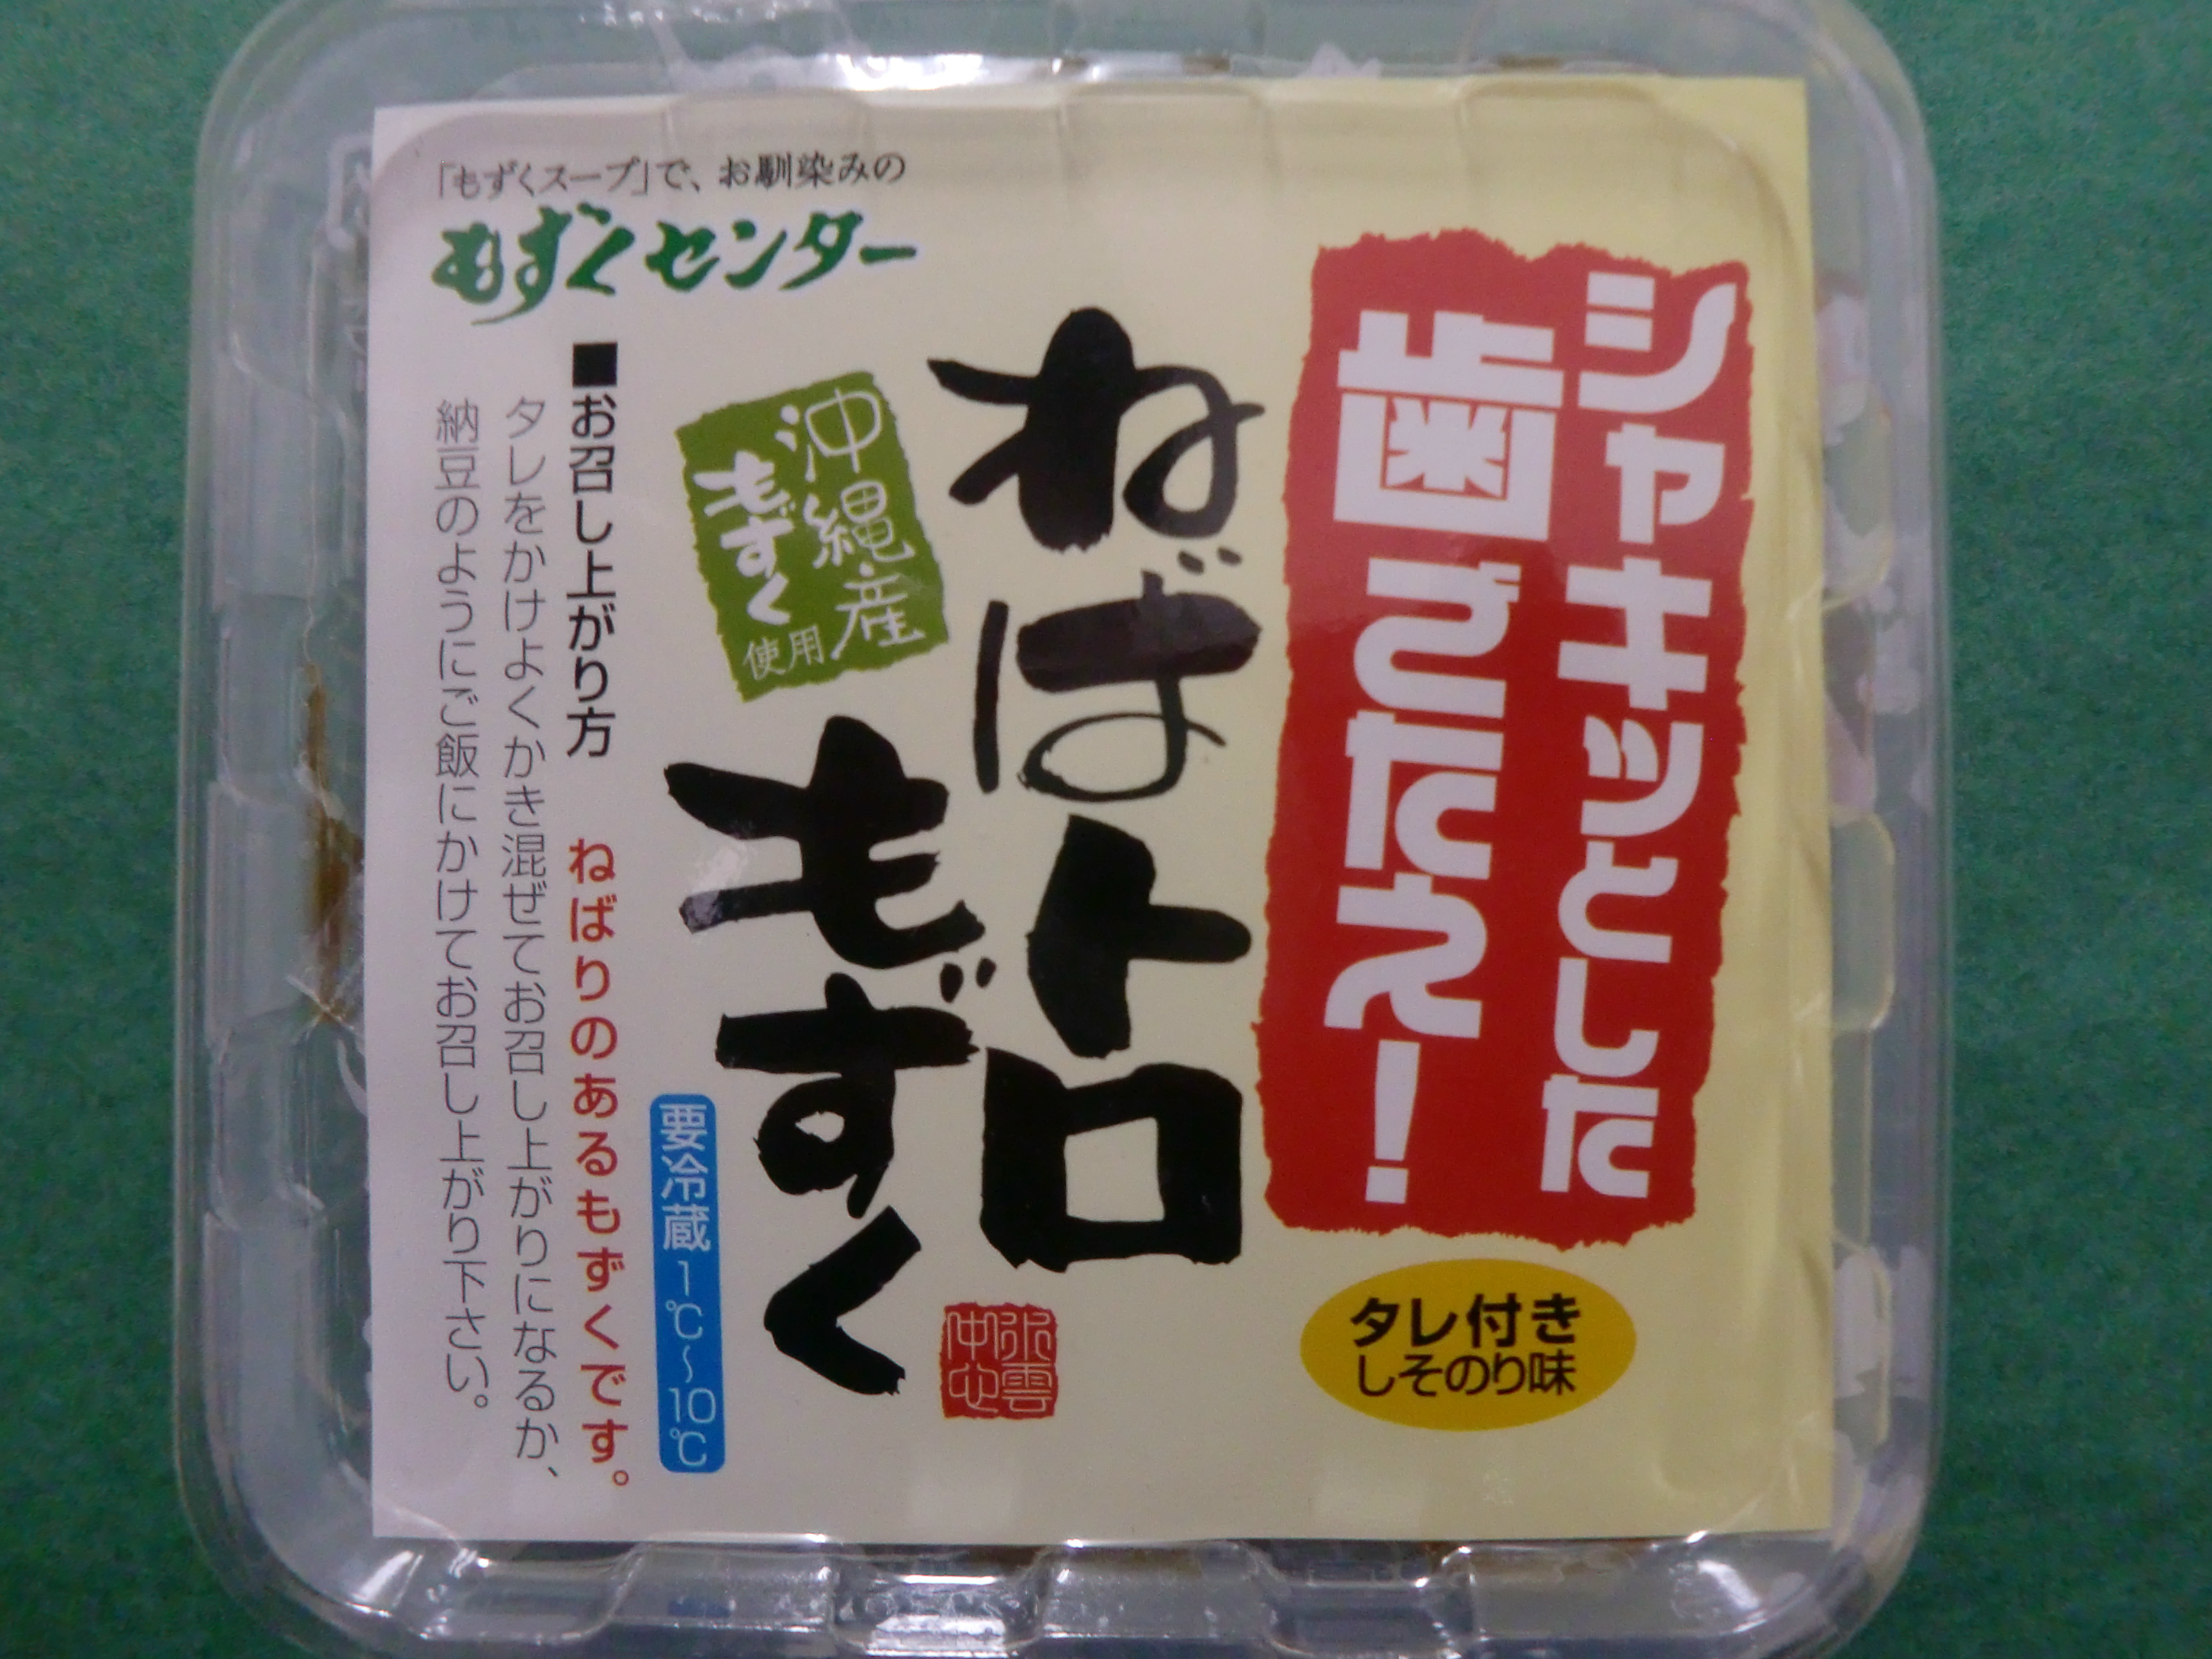 「もずくスープ」で、お馴染みの
もずくセンター
シャキッとした
歯ごたえ!
ねばトロ
もずく
沖縄産
もずく
使用
水雲
中心
タレ付き
しそのり味
要冷蔵 1℃～10℃
■お召し上がり方 ねばりのあるもずくです。
タレをかけよくかき混ぜてお召し上がりになるか、
納豆のようにご飯にかけてお召し上がり下さい。